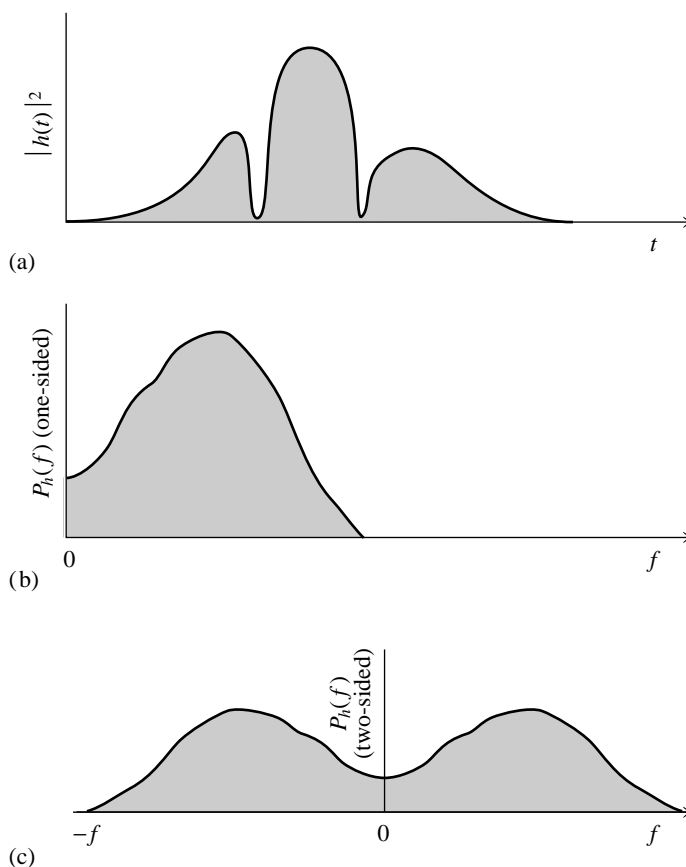 |h(t)|²
t
(a)
Pₕ(f) (one-sided)
0
f
(b)
Pₕ(f)
(two-sided)
−f
0
f
(c)